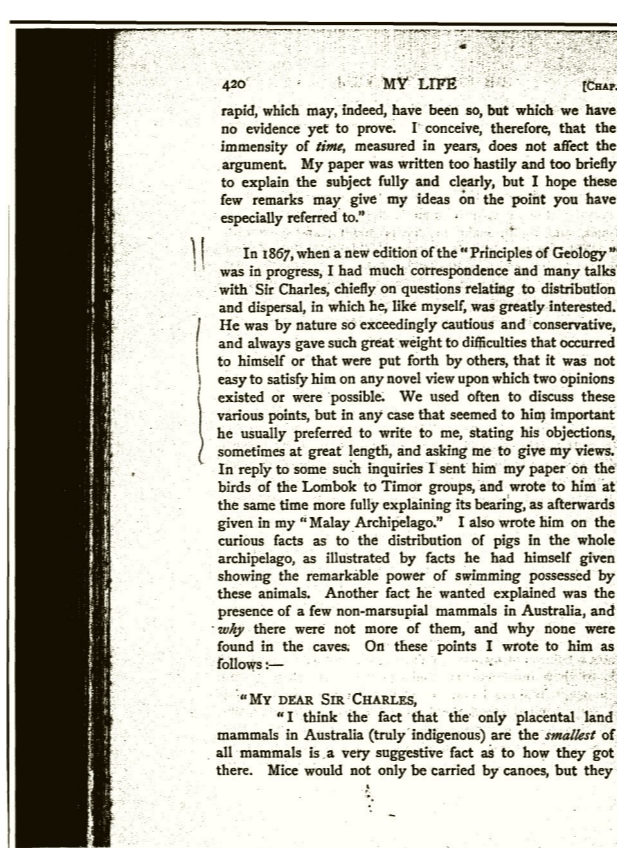 420 MY LIFE [CHAP.
rapid, which may, indeed, have been so, but which we have
no evidence yet to prove. I conceive, therefore, that the
immensity of time, measured in years, does not affect the
argument. My paper was written too hastily and too briefly
to explain the subject fully and clearly, but I hope these
few remarks may give my ideas on the point you have
especially referred to."
In 1867, when a new edition of the "Principles of Geology"
was in progress, I had much correspondence and many talks
with Sir Charles, chiefly on questions relating to distribution
and dispersal, in which he, like myself, was greatly interested.
He was by nature so exceedingly cautious and conservative,
and always gave such great weight to difficulties that occurred
to himself or that were put forth by others, that it was not
easy to satisfy him on any novel view upon which two opinions
existed or were possible. We used often to discuss these
various points, but in any case that seemed to him important
he usually preferred to write to me, stating his objections,
sometimes at great length, and asking me to give my views.
In reply to some such inquiries I sent him my paper on the
birds of the Lombok to Timor groups, and wrote to him at
the same time more fully explaining its bearing, as afterwards
given in my "Malay Archipelago." I also wrote him on the
curious facts as to the distribution of pigs in the whole
archipelago, as illustrated by facts he had himself given
showing the remarkable power of swimming possessed by
these animals. Another fact he wanted explained was the
presence of a few non-marsupial mammals in Australia, and
why there were not more of them, and why none were
found in the caves. On these points I wrote to him as
follows:—
"MY DEAR SIR CHARLES,
"I think the fact that the only placental land
mammals in Australia (truly indigenous) are the smallest of
all mammals is a very suggestive fact as to how they got
there. Mice would not only be carried by canoes, but they